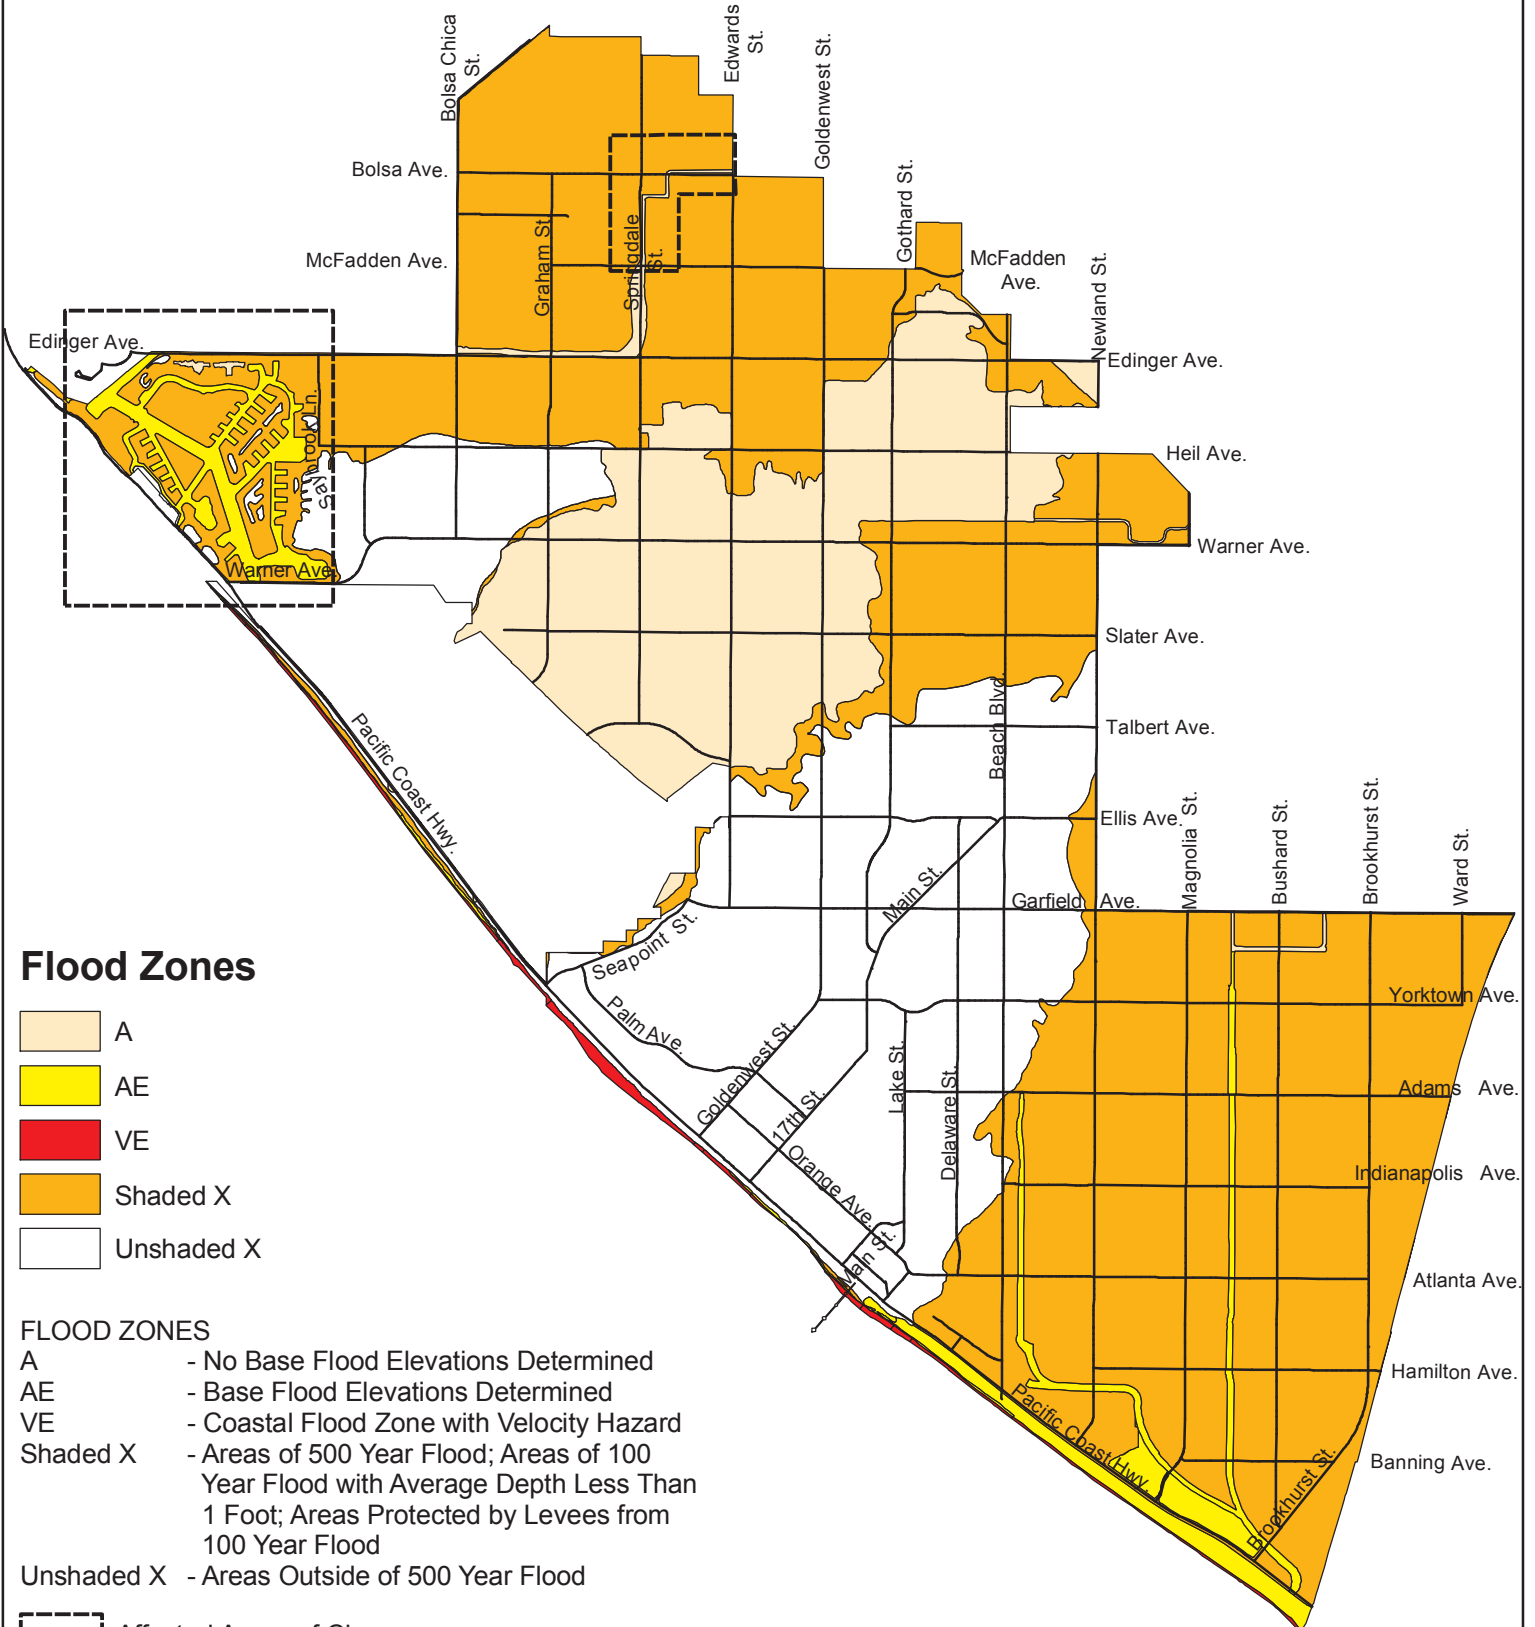 Bolsa Chica
St.
Edwards
St.
Goldenwest St.
Bolsa Ave.
Gothard St.
Graham St.
Springdale
St.
McFadden Ave.
McFadden
Ave.
Newland St.
Edinger Ave.
Edinger Ave.
Saybrook Ln.
Heil Ave.
Warner Ave.
Warner Ave.
Slater Ave.
Pacific Coast Hwy.
Beach Blvd.
Talbert Ave.
Ellis Ave.
Magnolia St.
Bushard St.
Brookhurst St.
Ward St.
Main St.
Garfield Ave.
Seapoint St.
Palm Ave.
Yorktown Ave.
Goldenwest St.
17th St.
Lake St.
Delaware St.
Adams Ave.
Orange Ave.
Indianapolis Ave.
Main St.
Atlanta Ave.
Hamilton Ave.
Pacific Coast Hwy.
Brookhurst St.
Banning Ave.
Flood Zones
A
AE
VE
Shaded X
Unshaded X
FLOOD ZONES
A - No Base Flood Elevations Determined
AE - Base Flood Elevations Determined
VE - Coastal Flood Zone with Velocity Hazard
Shaded X - Areas of 500 Year Flood; Areas of 100
Year Flood with Average Depth Less Than
1 Foot; Areas Protected by Levees from
100 Year Flood
Unshaded X - Areas Outside of 500 Year Flood